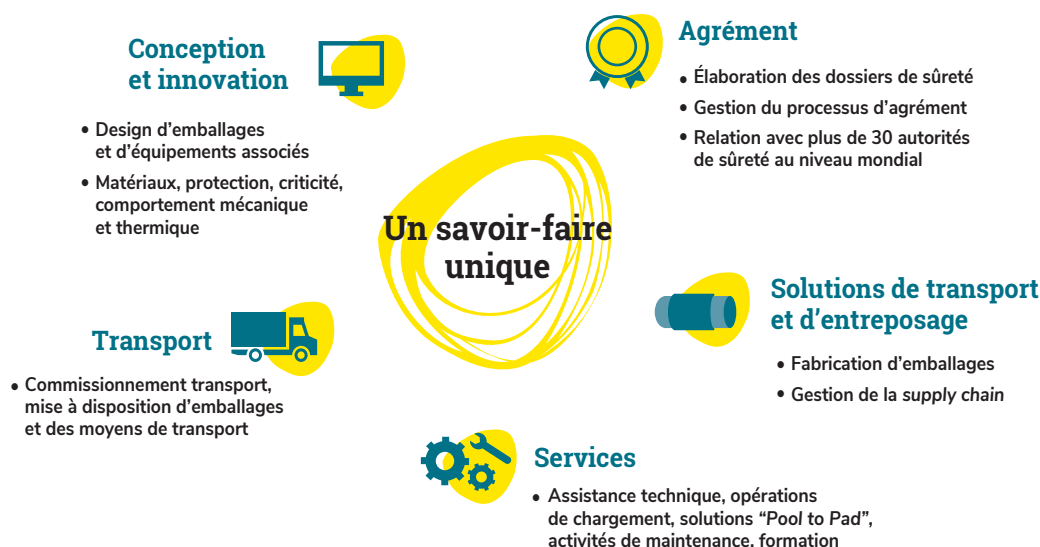 Conception
et innovation
• Design d'emballages
et d'équipements associés
• Matériaux, protection, criticité,
comportement mécanique
et thermique
Agrément
• Élaboration des dossiers de sûreté
• Gestion du processus d'agrément
• Relation avec plus de 30 autorités
de sûreté au niveau mondial
Un savoir-faire
unique
Transport
• Commissionnement transport,
mise à disposition d'emballages
et des moyens de transport
Solutions de transport
et d'entreposage
• Fabrication d'emballages
• Gestion de la supply chain
Services
• Assistance technique, opérations
de chargement, solutions “Pool to Pad”,
activités de maintenance, formation